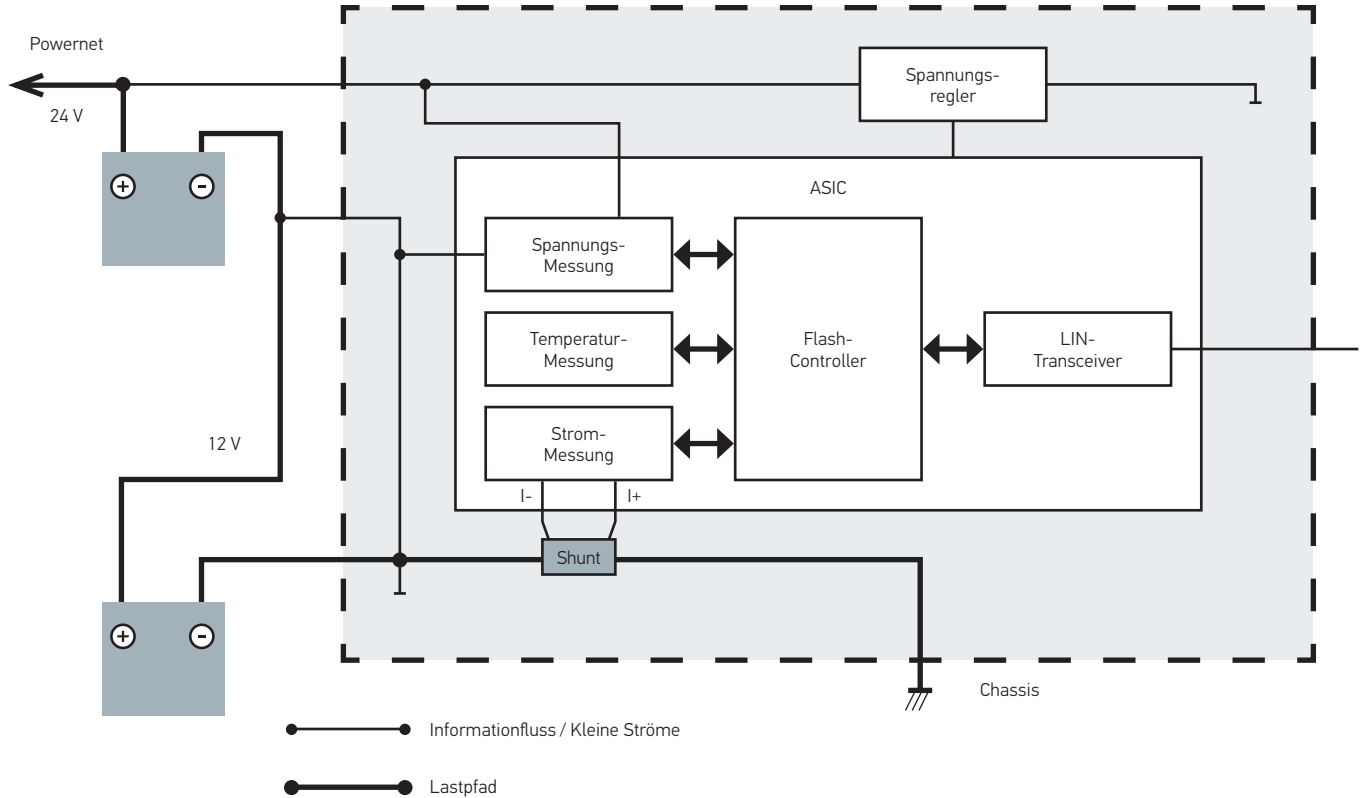 Powernet
24 V
+
-
Spannungs-
regler
ASIC
Spannungs-
Messung
Temperatur-
Messung
Flash-
Controller
LIN-
Transceiver
12 V
Strom-
Messung
I-
I+
Shunt
+
-
Chassis
Informationfluss / Kleine Ströme
Lastpfad